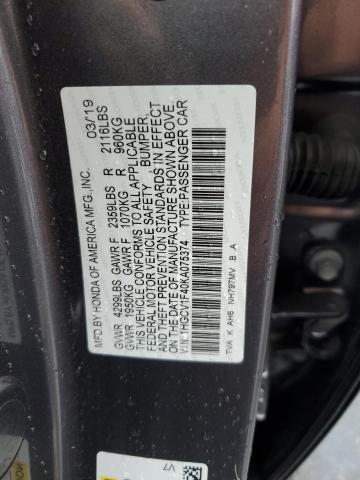 MFD. BY HONDA OF AMERICA MFG.,INC. 03/19
GVWR 4299LBS GAWR F 2359LBS R 2116LBS
GVWR 1950KG GAWR F 1070KG R 960KG
THIS VEHICLE CONFORMS TO ALL APPLICABLE
FEDERAL MOTOR VEHICLE SAFETY, BUMPER,
AND THEFT PREVENTION STANDARDS IN EFFECT
ON THE DATE OF MANUFACTURE SHOWN ABOVE.
V.I.N:1HGCV1F40KA075374 TYPE:PASSENGER CAR
TVA K AH6 NH797MV B A
V7